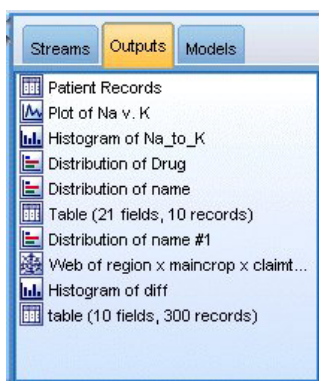 Streams Outputs Models
Patient Records
Plot of Na v. K
Histogram of Na_to_K
Distribution of Drug
Distribution of name
Table (21 fields, 10 records)
Distribution of name #1
Web of region x maincrop x claimt...
Histogram of diff
table (10 fields, 300 records)